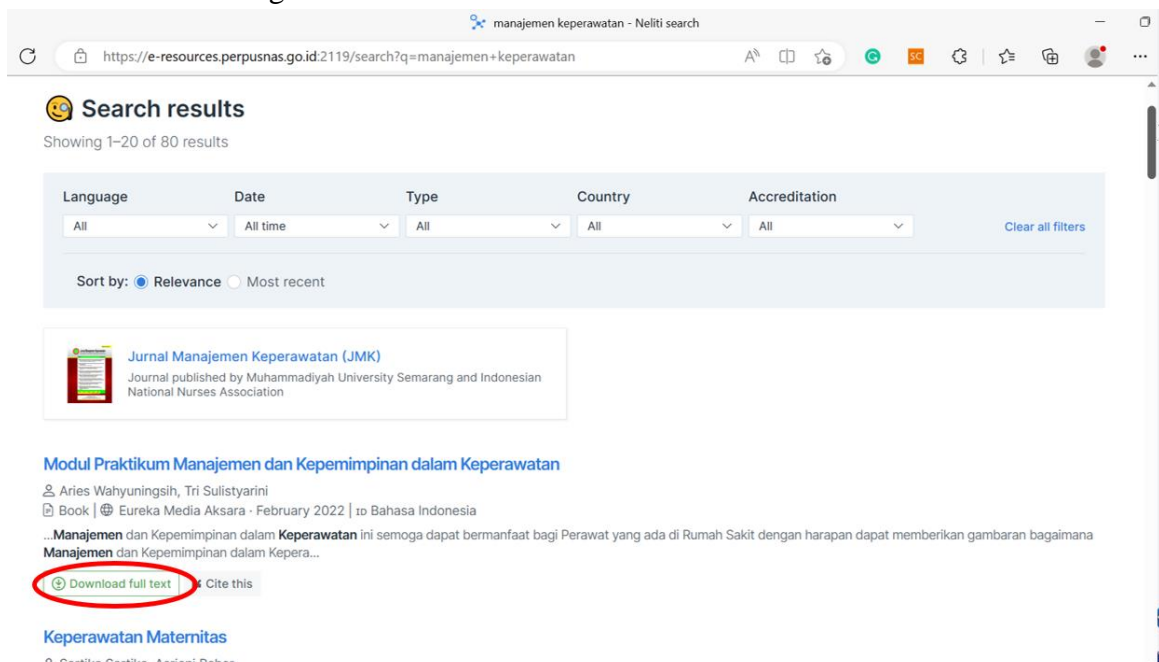 manajemen keperawatan - Neliti search
https://e-resources.perpusnas.go.id:2119/search?q=manajemen+keperawatan
Search results
Showing 1–20 of 80 results
Language Date Type Country Accreditation
All All time All All All Clear all filters
Sort by: Relevance Most recent
Jurnal Manajemen Keperawatan (JMK)
Journal published by Muhammadiyah University Semarang and Indonesian
National Nurses Association
Modul Praktikum Manajemen dan Kepemimpinan dalam Keperawatan
Aries Wahyuningsih, Tri Sulistyarini
Book | Eureka Media Aksara · February 2022 | ID Bahasa Indonesia
...Manajemen dan Kepemimpinan dalam Keperawatan ini semoga dapat bermanfaat bagi Perawat yang ada di Rumah Sakit dengan harapan dapat memberikan gambaran bagaimana
Manajemen dan Kepemimpinan dalam Kepera...
Download full text Cite this
Keperawatan Maternitas